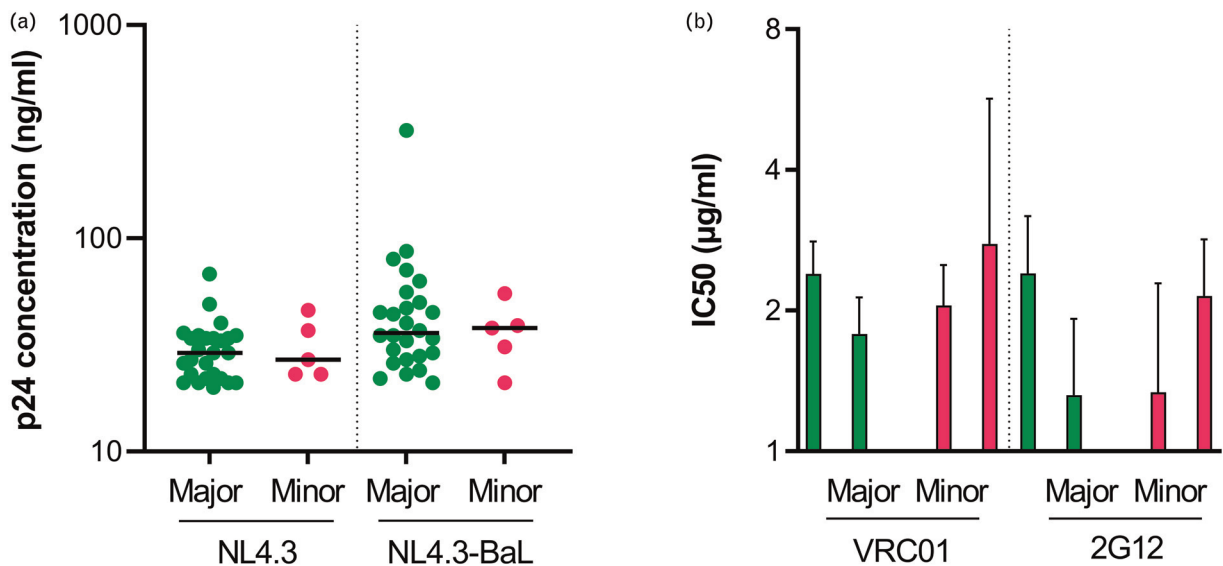 (a)
p24 concentration (ng/ml)
1000
100
10
Major Minor Major Minor
NL4.3 NL4.3-BaL
(b)
IC50 (µg/ml)
8
4
2
1
Major Minor Major Minor
VRC01 2G12